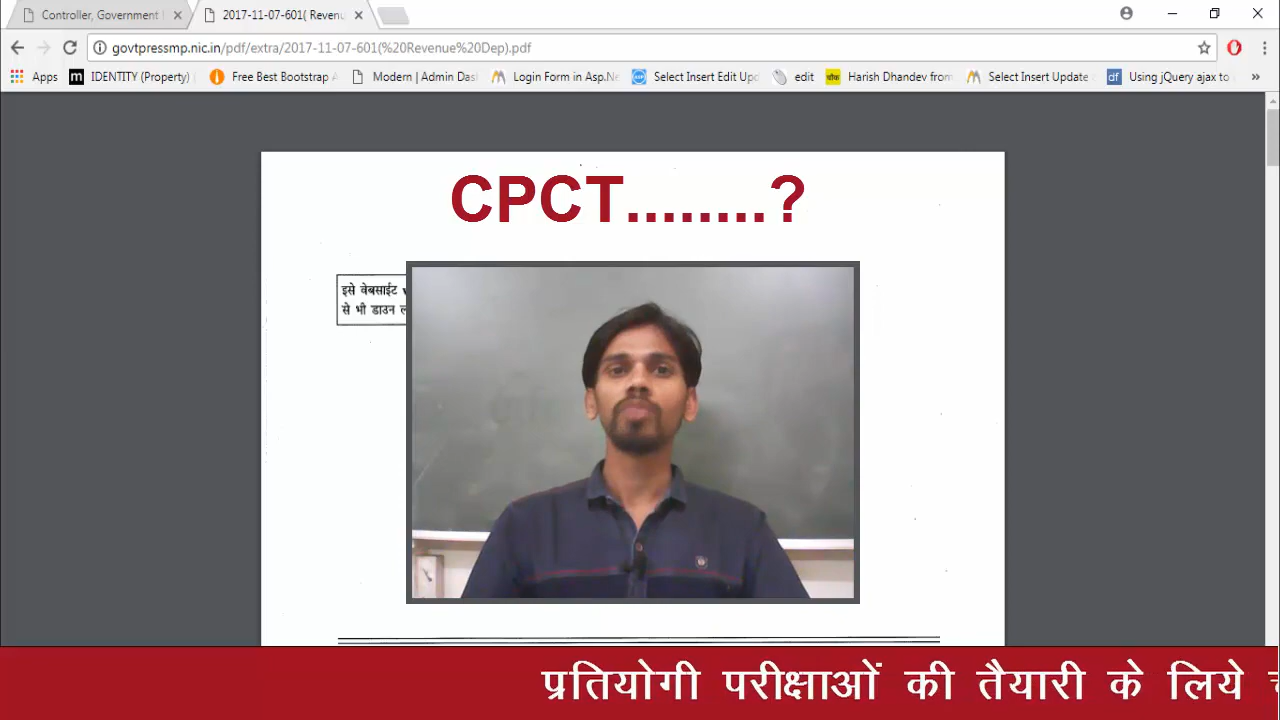 Controller, Government
2017-11-07-601( Revenu
govtpressmp.nic.in/pdf/extra/2017-11-07-601(%20Revenue%20Dep).pdf
Apps m IDENTITY (Property) Free Best Bootstrap Modern | Admin Das Login Form in Asp.Ne Select Insert Edit Upd edit Harish Dhandev from Select Insert Update df Using jQuery ajax to »
CPCT........?
इसे वेबसाईट
से भी डाउन
प्रतियोगी परीक्षाओं की तैयारी के लिये